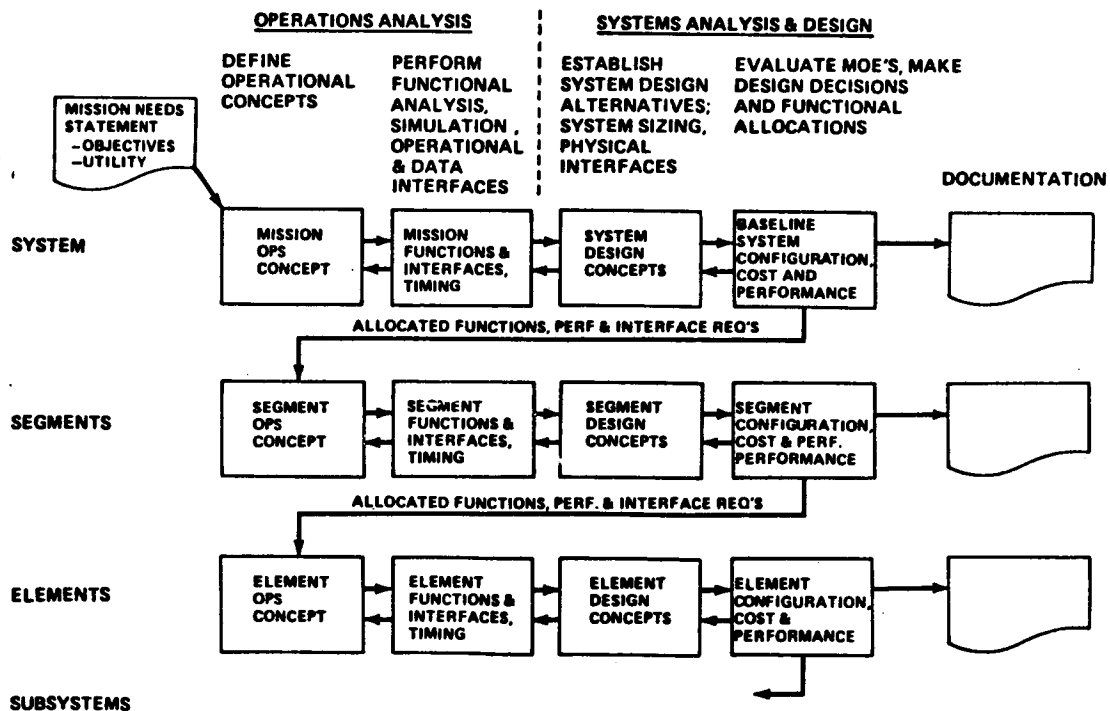 OPERATIONS ANALYSIS
SYSTEMS ANALYSIS & DESIGN
DEFINE
OPERATIONAL
CONCEPTS
PERFORM
FUNCTIONAL
ANALYSIS,
SIMULATION,
OPERATIONAL
& DATA
INTERFACES
ESTABLISH
SYSTEM DESIGN
ALTERNATIVES;
SYSTEM SIZING,
PHYSICAL
INTERFACES
EVALUATE MOE'S, MAKE
DESIGN DECISIONS
AND FUNCTIONAL
ALLOCATIONS
MISSION NEEDS
STATEMENT
–OBJECTIVES
–UTILITY
DOCUMENTATION
SYSTEM
MISSION
OPS
CONCEPT
MISSION
FUNCTIONS &
INTERFACES,
TIMING
SYSTEM
DESIGN
CONCEPTS
BASELINE
SYSTEM
CONFIGURATION,
COST AND
PERFORMANCE
ALLOCATED FUNCTIONS, PERF & INTERFACE REQ'S
SEGMENTS
SEGMENT
OPS
CONCEPT
SEGMENT
FUNCTIONS &
INTERFACES,
TIMING
SEGMENT
DESIGN
CONCEPTS
SEGMENT
CONFIGURATION,
COST & PERF.
PERFORMANCE
ALLOCATED FUNCTIONS, PERF. & INTERFACE REQ'S
ELEMENTS
ELEMENT
OPS
CONCEPT
ELEMENT
FUNCTIONS &
INTERFACES,
TIMING
ELEMENT
DESIGN
CONCEPTS
ELEMENT
CONFIGURATION,
COST &
PERFORMANCE
SUBSYSTEMS